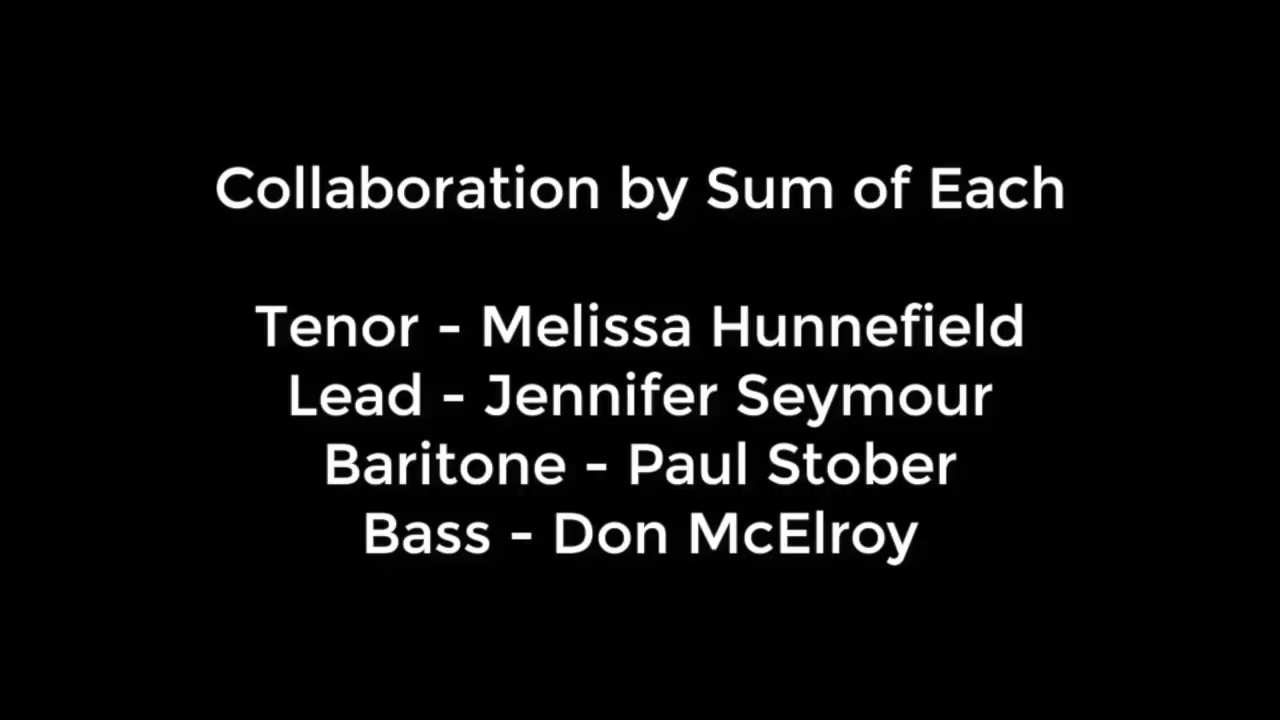 Collaboration by Sum of Each
Tenor - Melissa Hunnefield
Lead - Jennifer Seymour
Baritone - Paul Stober
Bass - Don McElroy